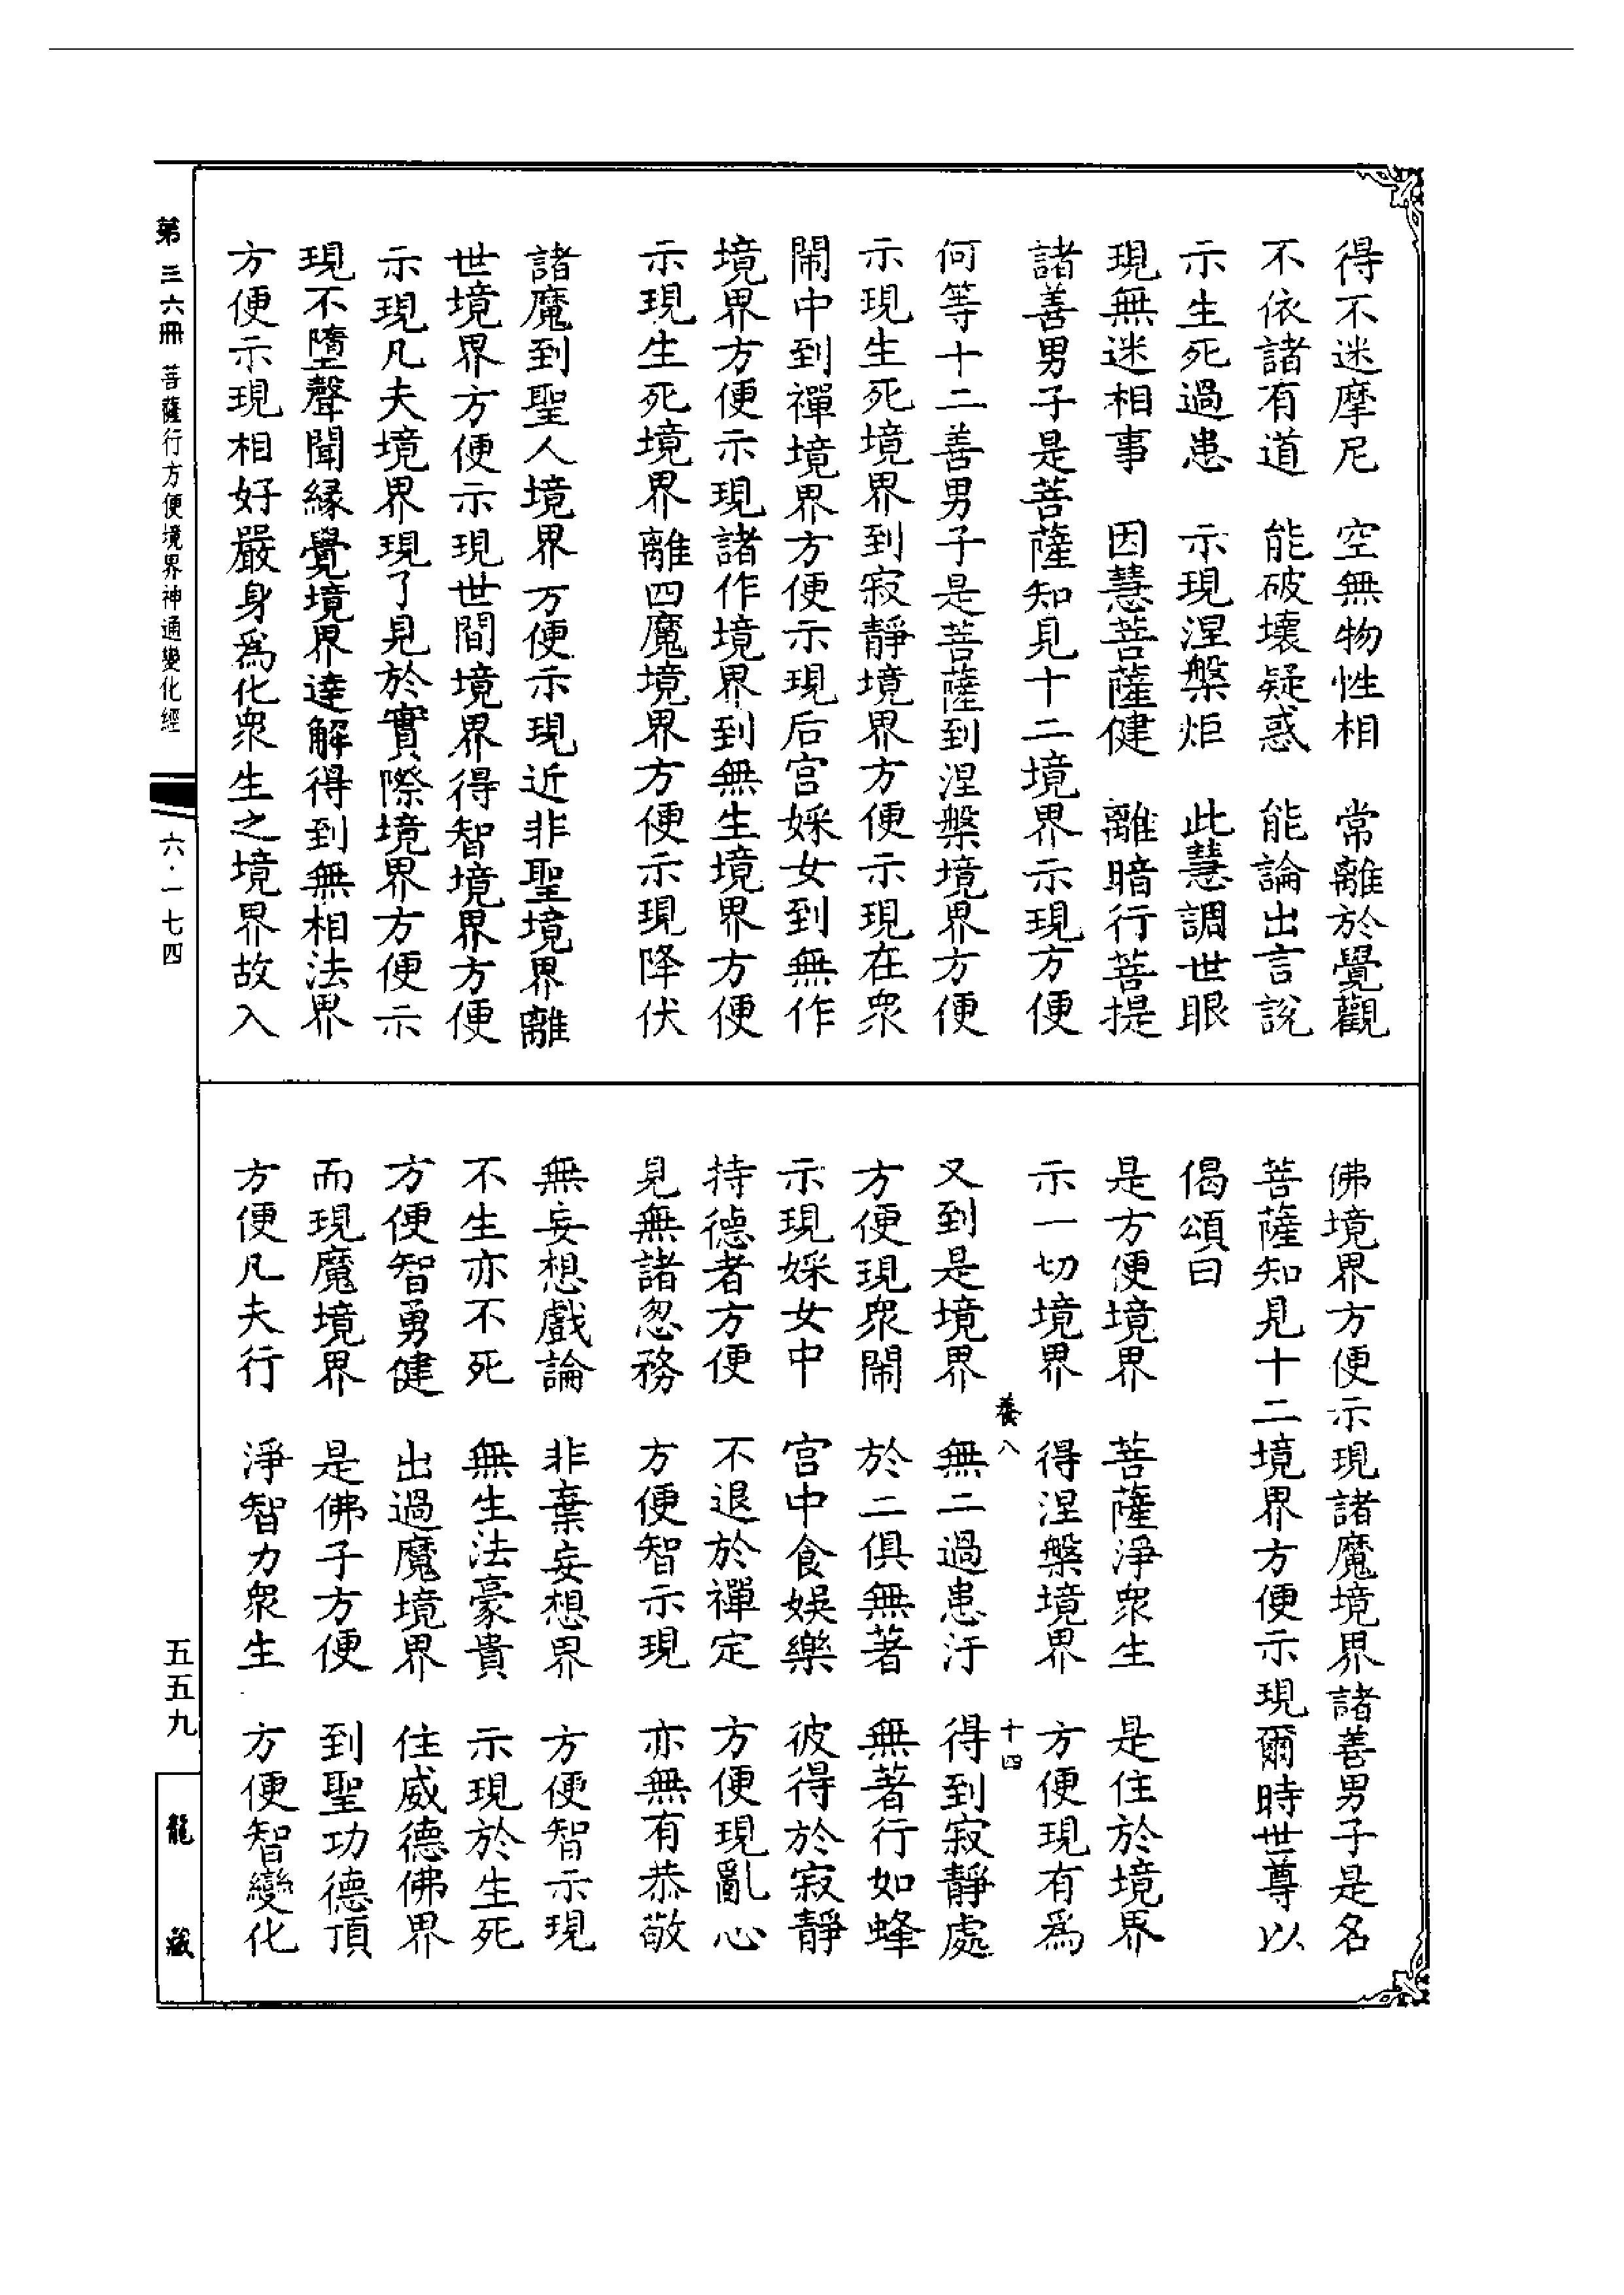 得不迷摩尼　空無物性相　常離於覺觀
不依諸有道　能破壞疑惑　能論出言說
示生死過患　示現涅槃炬　此慧調世眼
現無迷相事　因慧菩薩健　離暗行菩提
諸善男子是菩薩知見十二境界示現方便
何等十二善男子是菩薩到涅槃境界方便
示現生死境界到寂靜境界方便示現在衆
閙中到禪境界方便示現后宮婇女到無作
境界方便示現諸作境界到無生境界方便
示現生死境界離四魔境界方便示現降伏
諸魔到聖人境界方便示現近非聖境界離
世境界方便示現世間境界得智境界方便
示現凡夫境界現了見於實際境界方便示
現不墮聲聞緣覺境界達解得到無相法界
方便示現相好嚴身爲化衆生之境界故入
佛境界方便示現諸魔境界諸善男子是名
菩薩知見十二境界方便示現爾時世尊以
偈頌曰
是方便境界　菩薩淨衆生　是住於境界
示一切境界　得涅槃境界　方便現有爲
養八　十四
又到是境界　無二過患汙　得到寂靜處
方便現衆閙　於二俱無著　無著行如蜂
示現婇女中　宮中食娛樂　彼得於寂靜
持德者方便　不退於禪定　方便現亂心
見無諸忽務　方便智示現　亦無有恭敬
無妄想戲論　非棄妄想界　方便智示現
不生亦不死　無生法豪貴　示現於生死
方便智勇健　出過魔境界　住威德佛界
而現魔境界　是佛子方便　到聖功德頂
方便凡夫行　淨智力衆生　方便智變化
第三六冊　菩薩行方便境界神通變化經
六·一七四
五五九
龍藏